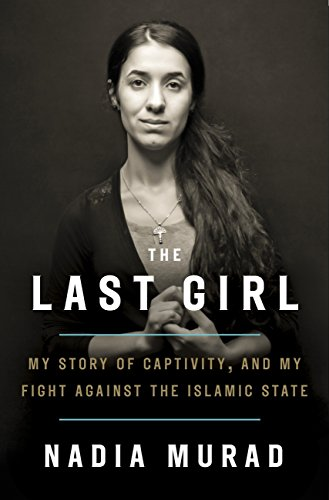 THE
LAST GIRL
MY STORY OF CAPTIVITY, AND MY
FIGHT AGAINST THE ISLAMIC STATE
NADIA MURAD